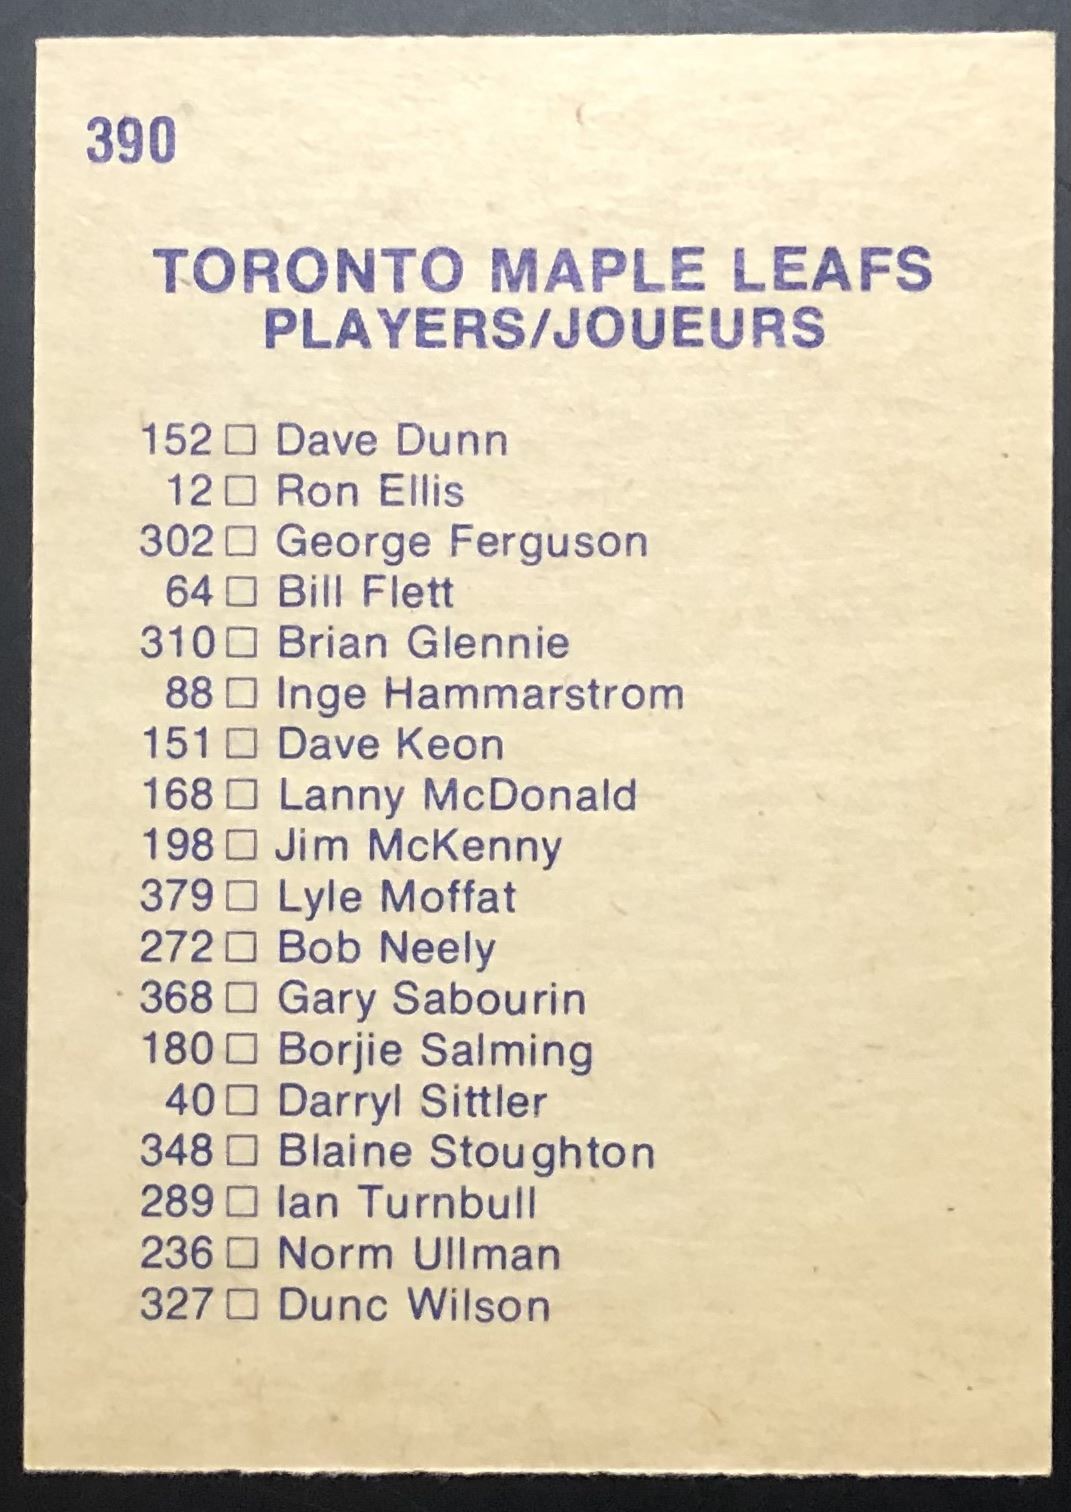 390
TORONTO MAPLE LEAFS
PLAYERS/JOUEURS
152 □ Dave Dunn
12 □ Ron Ellis
302 □ George Ferguson
64 □ Bill Flett
310 □ Brian Glennie
88 □ Inge Hammarstrom
151 □ Dave Keon
168 □ Lanny McDonald
198 □ Jim McKenny
379 □ Lyle Moffat
272 □ Bob Neely
368 □ Gary Sabourin
180 □ Borjie Salming
40 □ Darryl Sittler
348 □ Blaine Stoughton
289 □ Ian Turnbull
236 □ Norm Ullman
327 □ Dunc Wilson